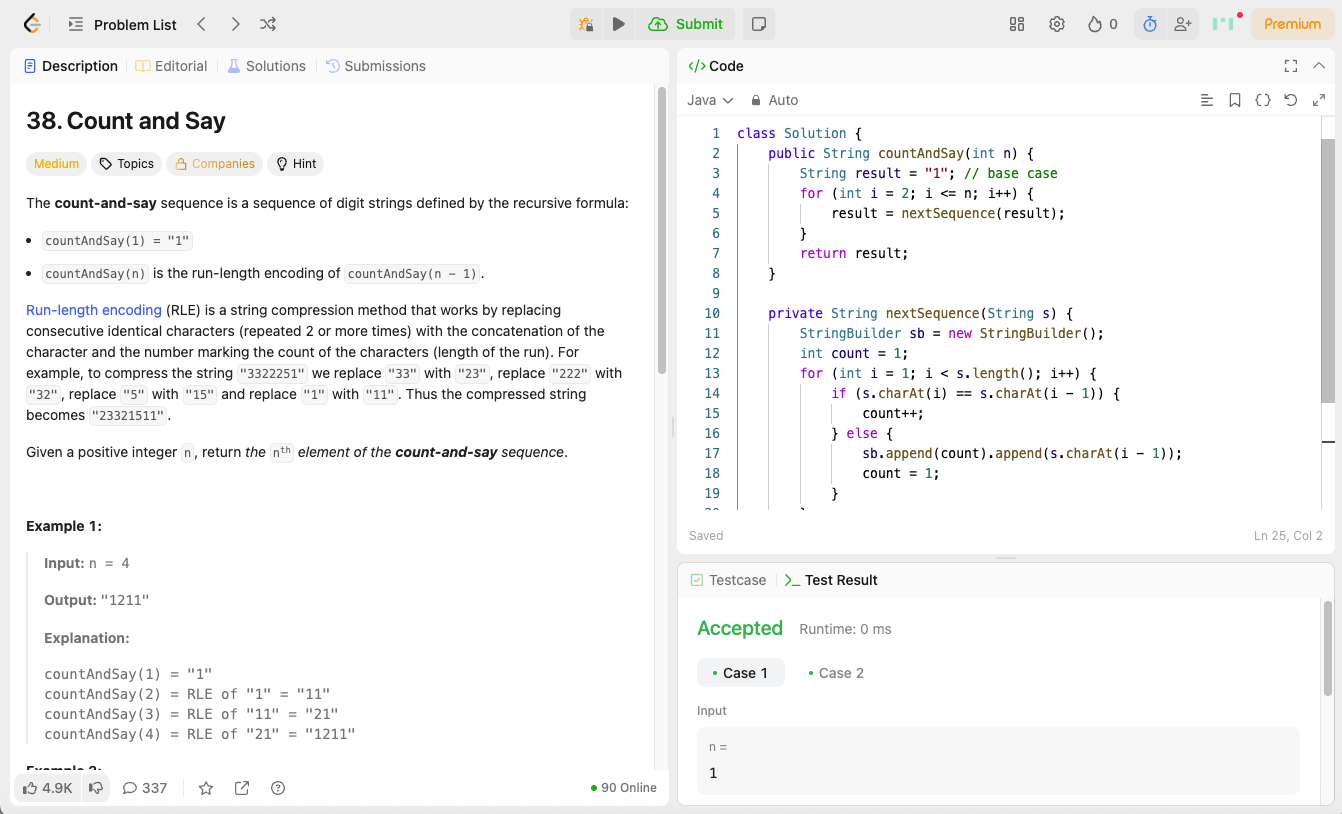 Problem List
Submit
0
Premium
Description
Editorial
Solutions
Submissions
38. Count and Say
Medium
Topics
Companies
Hint
The count-and-say sequence is a sequence of digit strings defined by the recursive formula:
• countAndSay(1) = "1"
• countAndSay(n) is the run-length encoding of countAndSay(n - 1).
Run-length encoding (RLE) is a string compression method that works by replacing
consecutive identical characters (repeated 2 or more times) with the concatenation of the
character and the number marking the count of the characters (length of the run). For
example, to compress the string "3322251" we replace "33" with "23", replace "222" with
"32", replace "5" with "15" and replace "1" with "11". Thus the compressed string
becomes "23321511".
Given a positive integer n, return the nth element of the count-and-say sequence.
Example 1:
Input: n = 4
Output: "1211"
Explanation:
countAndSay(1) = "1"
countAndSay(2) = RLE of "1" = "11"
countAndSay(3) = RLE of "11" = "21"
countAndSay(4) = RLE of "21" = "1211"
4.9K
337
90 Online
</> Code
Java
Auto
1 class Solution {
2 public String countAndSay(int n) {
3 String result = "1"; // base case
4 for (int i = 2; i <= n; i++) {
5 result = nextSequence(result);
6 }
7 return result;
8 }
9
10 private String nextSequence(String s) {
11 StringBuilder sb = new StringBuilder();
12 int count = 1;
13 for (int i = 1; i < s.length(); i++) {
14 if (s.charAt(i) == s.charAt(i - 1)) {
15 count++;
16 } else {
17 sb.append(count).append(s.charAt(i - 1));
18 count = 1;
19 }
Saved
Ln 25, Col 2
Testcase
Test Result
Accepted
Runtime: 0 ms
• Case 1
• Case 2
Input
n =
1